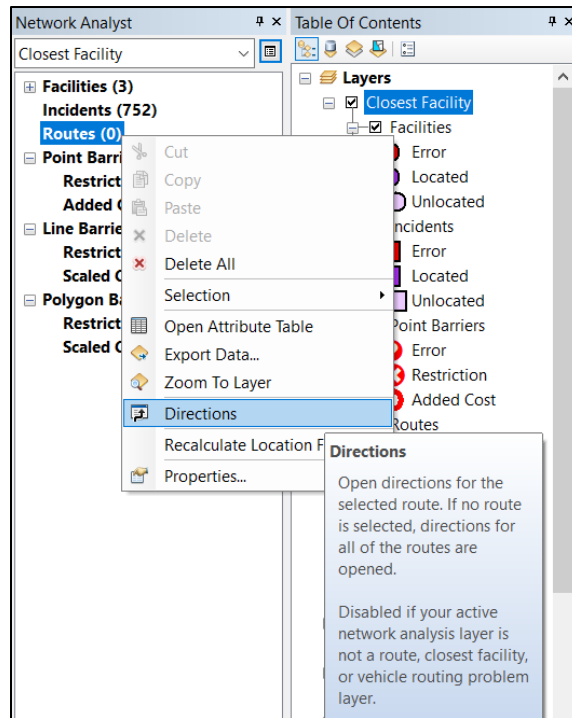 Network Analyst
Closest Facility
Facilities (3)
Incidents (752)
Routes (0)
Point Barri
Restrict
Added C
Line Barrie
Restrict
Scaled C
Polygon Ba
Restrict
Scaled C
Cut
Copy
Paste
Delete
Delete All
Selection
Open Attribute Table
Export Data...
Zoom To Layer
Directions
Recalculate Location F
Properties...
Table Of Contents
Layers
Closest Facility
Facilities
Error
Located
Unlocated
ncidents
Error
Located
Unlocated
Point Barriers
Error
Restriction
Added Cost
Routes
Directions
Open directions for the
selected route. If no route
is selected, directions for
all of the routes are
opened.
Disabled if your active
network analysis layer is
not a route, closest facility,
or vehicle routing problem
layer.